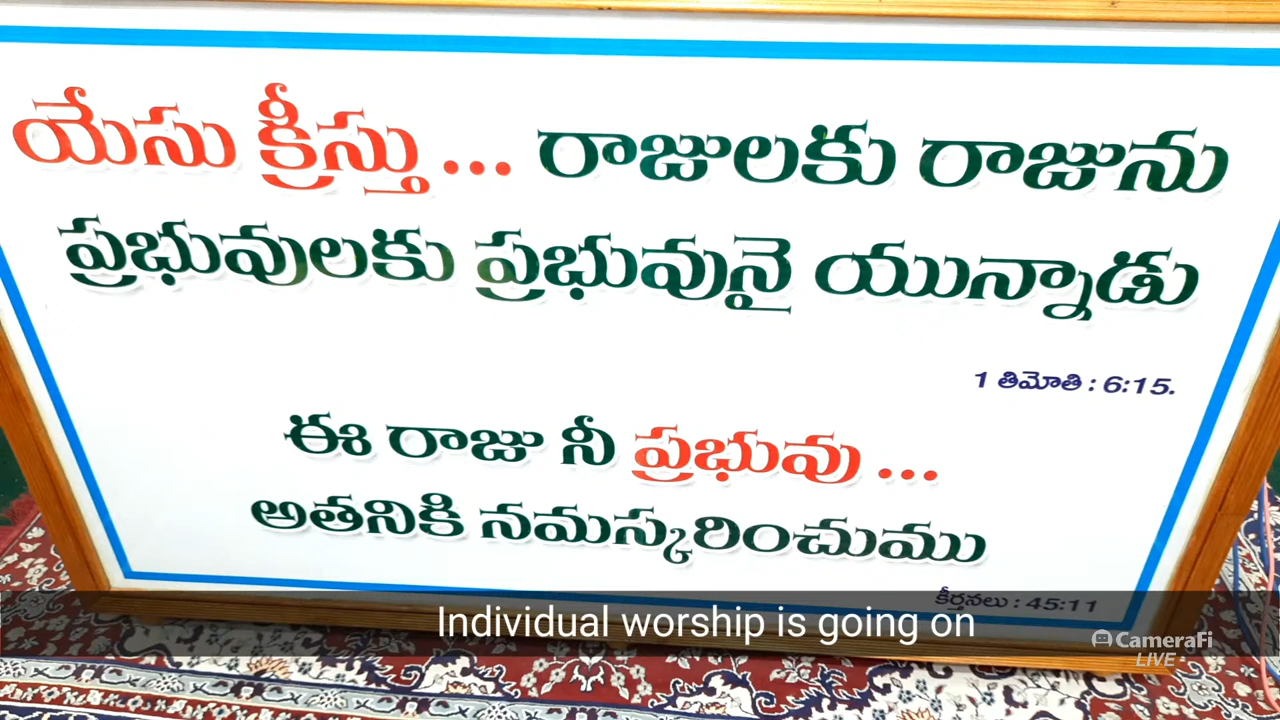 యేసు క్రీస్తు ... రాజులకు రాజును
ప్రభువులకు ప్రభువునై యున్నాడు
1 తిమోతి : 6:15.
ఈ రాజు నీ ప్రభువు ...
అతనికి నమస్కరించుము
కీర్తనలు : 45:11
Individual worship is going on
CameraFi
LIVE